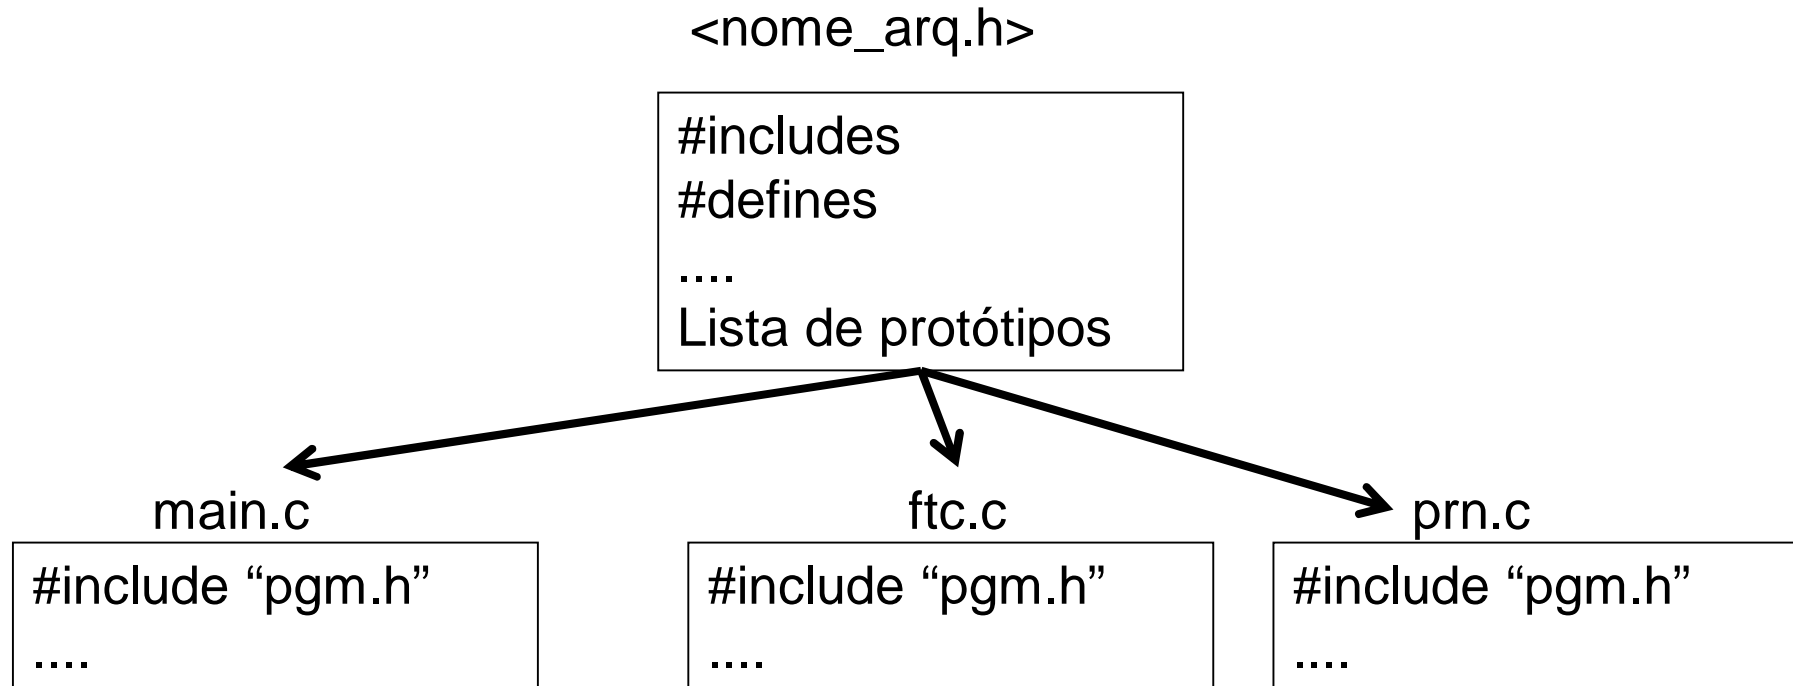 <nome_arq.h>
#includes
#defines
....
Lista de protótipos
main.c
#include “pgm.h”
....
ftc.c
#include “pgm.h”
....
prn.c
#include “pgm.h”
....